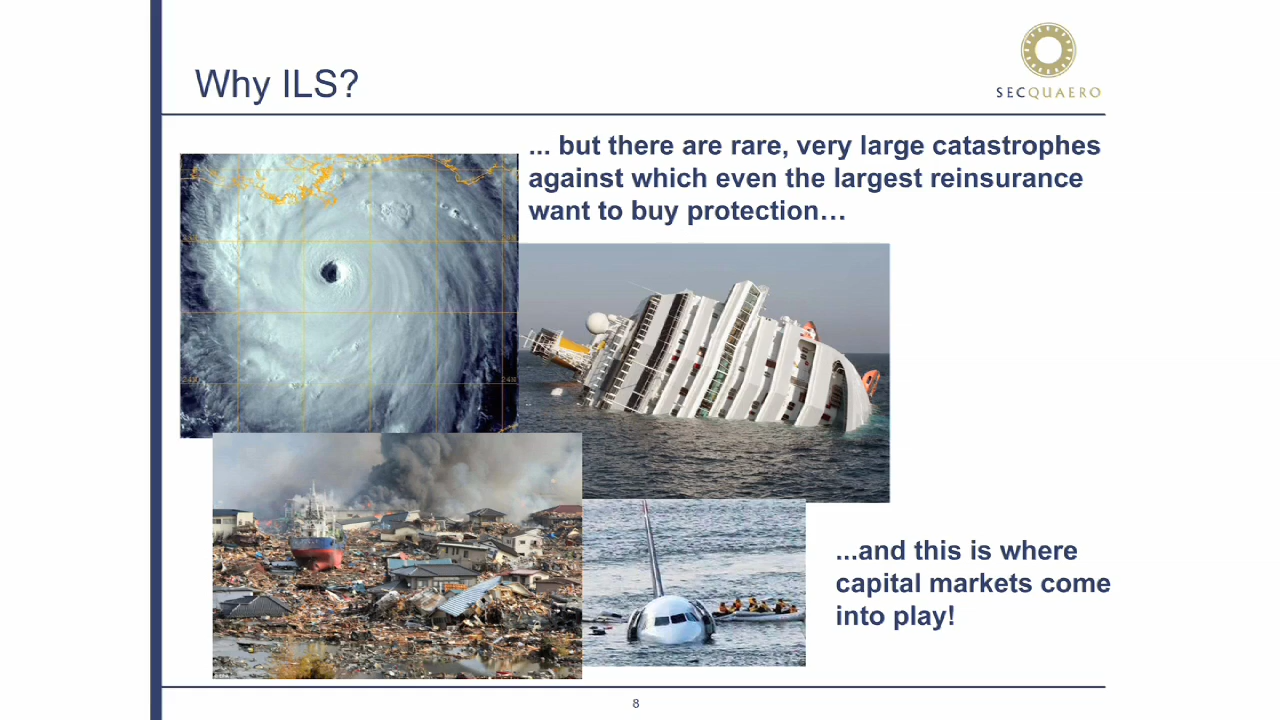 Why ILS?
SECQUAERO
... but there are rare, very large catastrophes
against which even the largest reinsurance
want to buy protection…
...and this is where
capital markets come
into play!
8